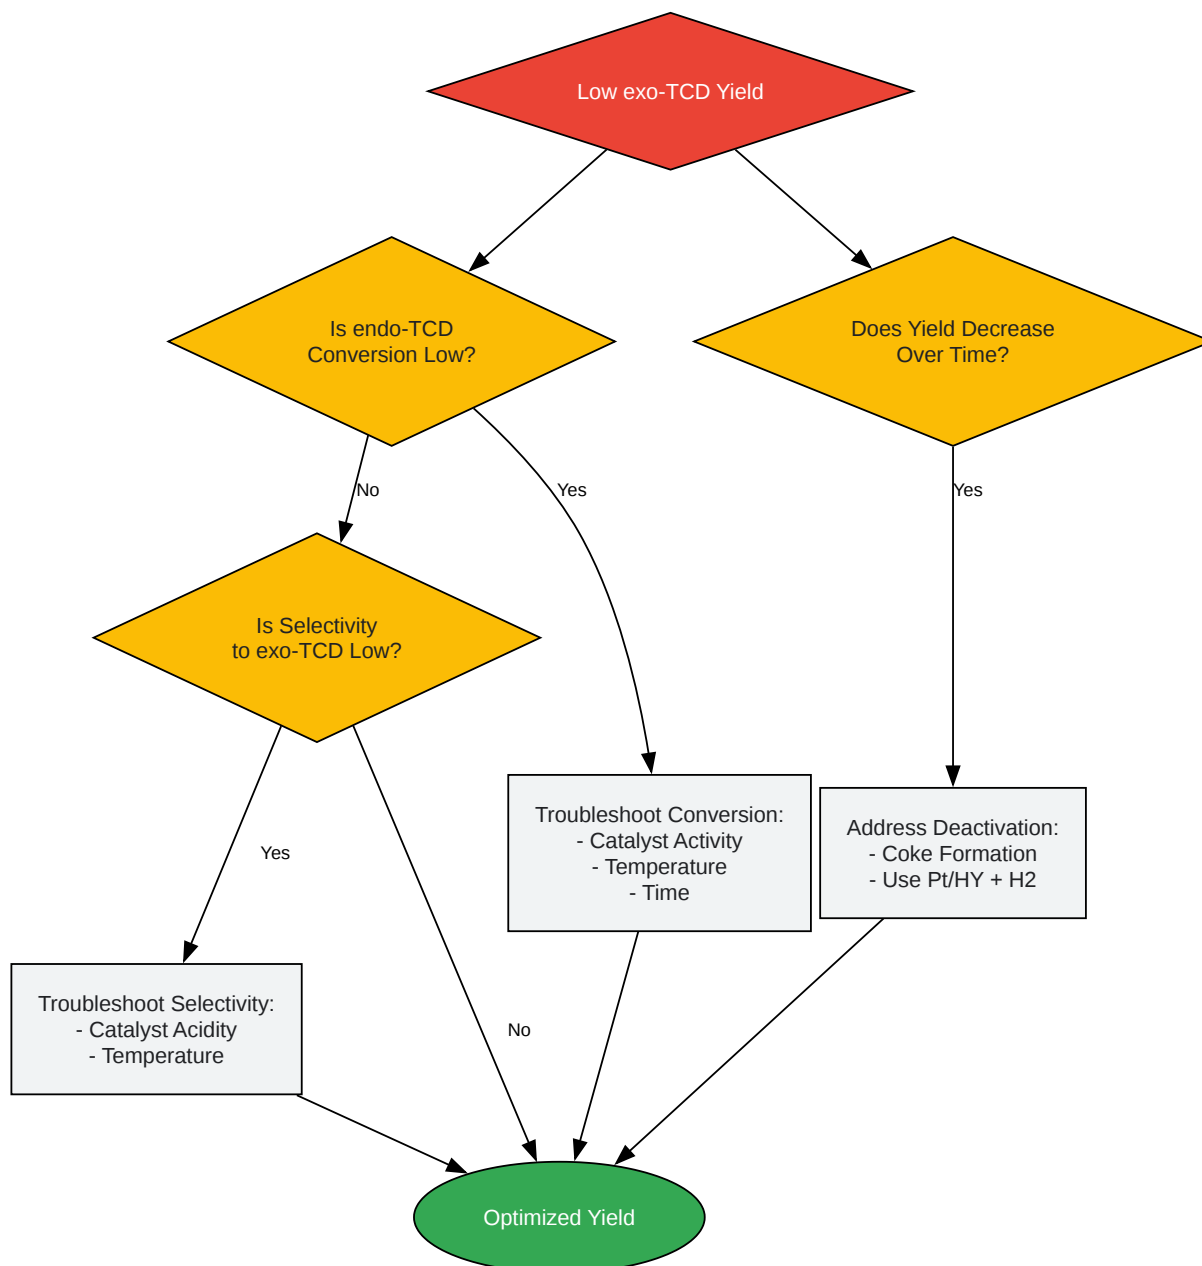 Low exo-TCD Yield
Is endo-TCD
Conversion Low?
Does Yield Decrease
Over Time?
No
Yes
Yes
Is Selectivity
to exo-TCD Low?
Troubleshoot Conversion:
- Catalyst Activity
- Temperature
- Time
Address Deactivation:
- Coke Formation
- Use Pt/HY + H2
Yes
Troubleshoot Selectivity:
- Catalyst Acidity
- Temperature
No
Optimized Yield